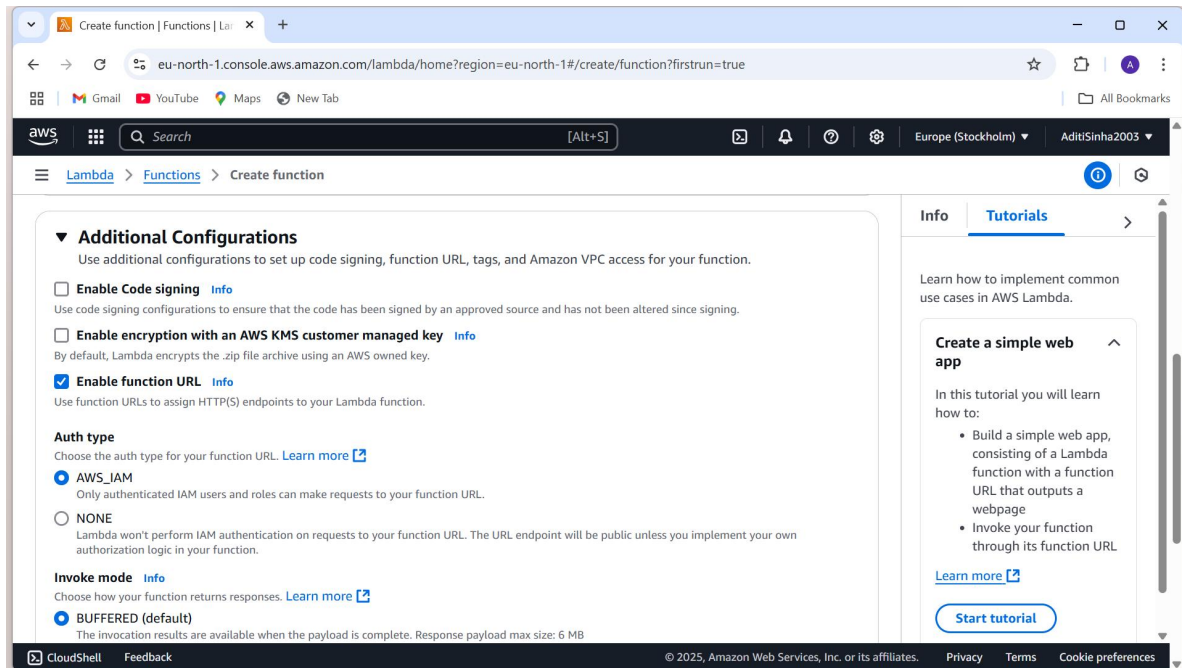 Create function | Functions | La
eu-north-1.console.aws.amazon.com/lambda/home?region=eu-north-1#/create/function?firstrun=true
A
Gmail YouTube Maps New Tab All Bookmarks
aws Search [Alt+S] Europe (Stockholm) AditiSinha2003
Lambda > Functions > Create function
Additional Configurations
Use additional configurations to set up code signing, function URL, tags, and Amazon VPC access for your function.
Enable Code signing Info
Use code signing configurations to ensure that the code has been signed by an approved source and has not been altered since signing.
Enable encryption with an AWS KMS customer managed key Info
By default, Lambda encrypts the .zip file archive using an AWS owned key.
Enable function URL Info
Use function URLs to assign HTTP(S) endpoints to your Lambda function.
Auth type
Choose the auth type for your function URL. Learn more
AWS_IAM
Only authenticated IAM users and roles can make requests to your function URL.
NONE
Lambda won't perform IAM authentication on requests to your function URL. The URL endpoint will be public unless you implement your own
authorization logic in your function.
Invoke mode Info
Choose how your function returns responses. Learn more
BUFFERED (default)
The invocation results are available when the payload is complete. Response payload max size: 6 MB
Info Tutorials
Learn how to implement common
use cases in AWS Lambda.
Create a simple web
app
In this tutorial you will learn
how to:
• Build a simple web app,
consisting of a Lambda
function with a function
URL that outputs a
webpage
• Invoke your function
through its function URL
Learn more
Start tutorial
CloudShell Feedback © 2025, Amazon Web Services, Inc. or its affiliates. Privacy Terms Cookie preferences